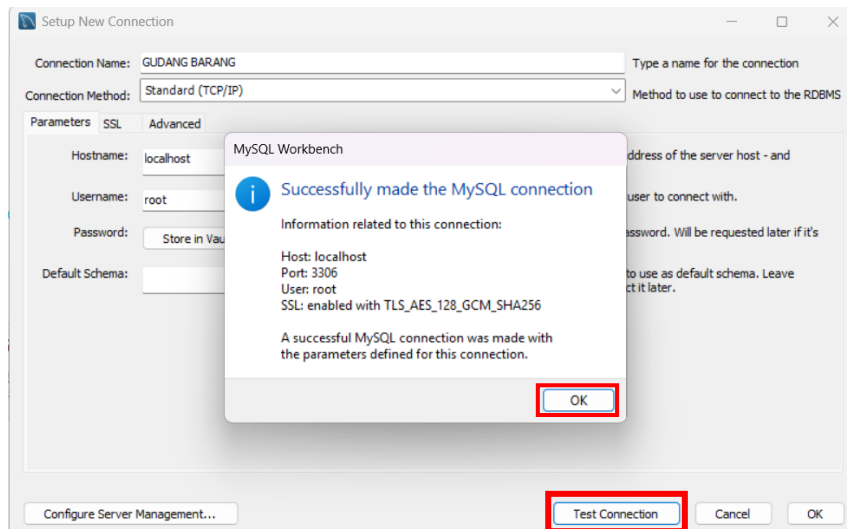 Setup New Connection
Connection Name: GUDANG BARANG Type a name for the connection
Connection Method: Standard (TCP/IP) Method to use to connect to the RDBMS
Parameters SSL Advanced
Hostname: localhost ddress of the server host - and
Username: root user to connect with.
Password: Store in Vau assword. Will be requested later if it's
Default Schema: to use as default schema. Leave
ct it later.
MySQL Workbench
Successfully made the MySQL connection
Information related to this connection:
Host: localhost
Port: 3306
User: root
SSL: enabled with TLS_AES_128_GCM_SHA256
A successful MySQL connection was made with
the parameters defined for this connection.
OK
Configure Server Management... Test Connection Cancel OK